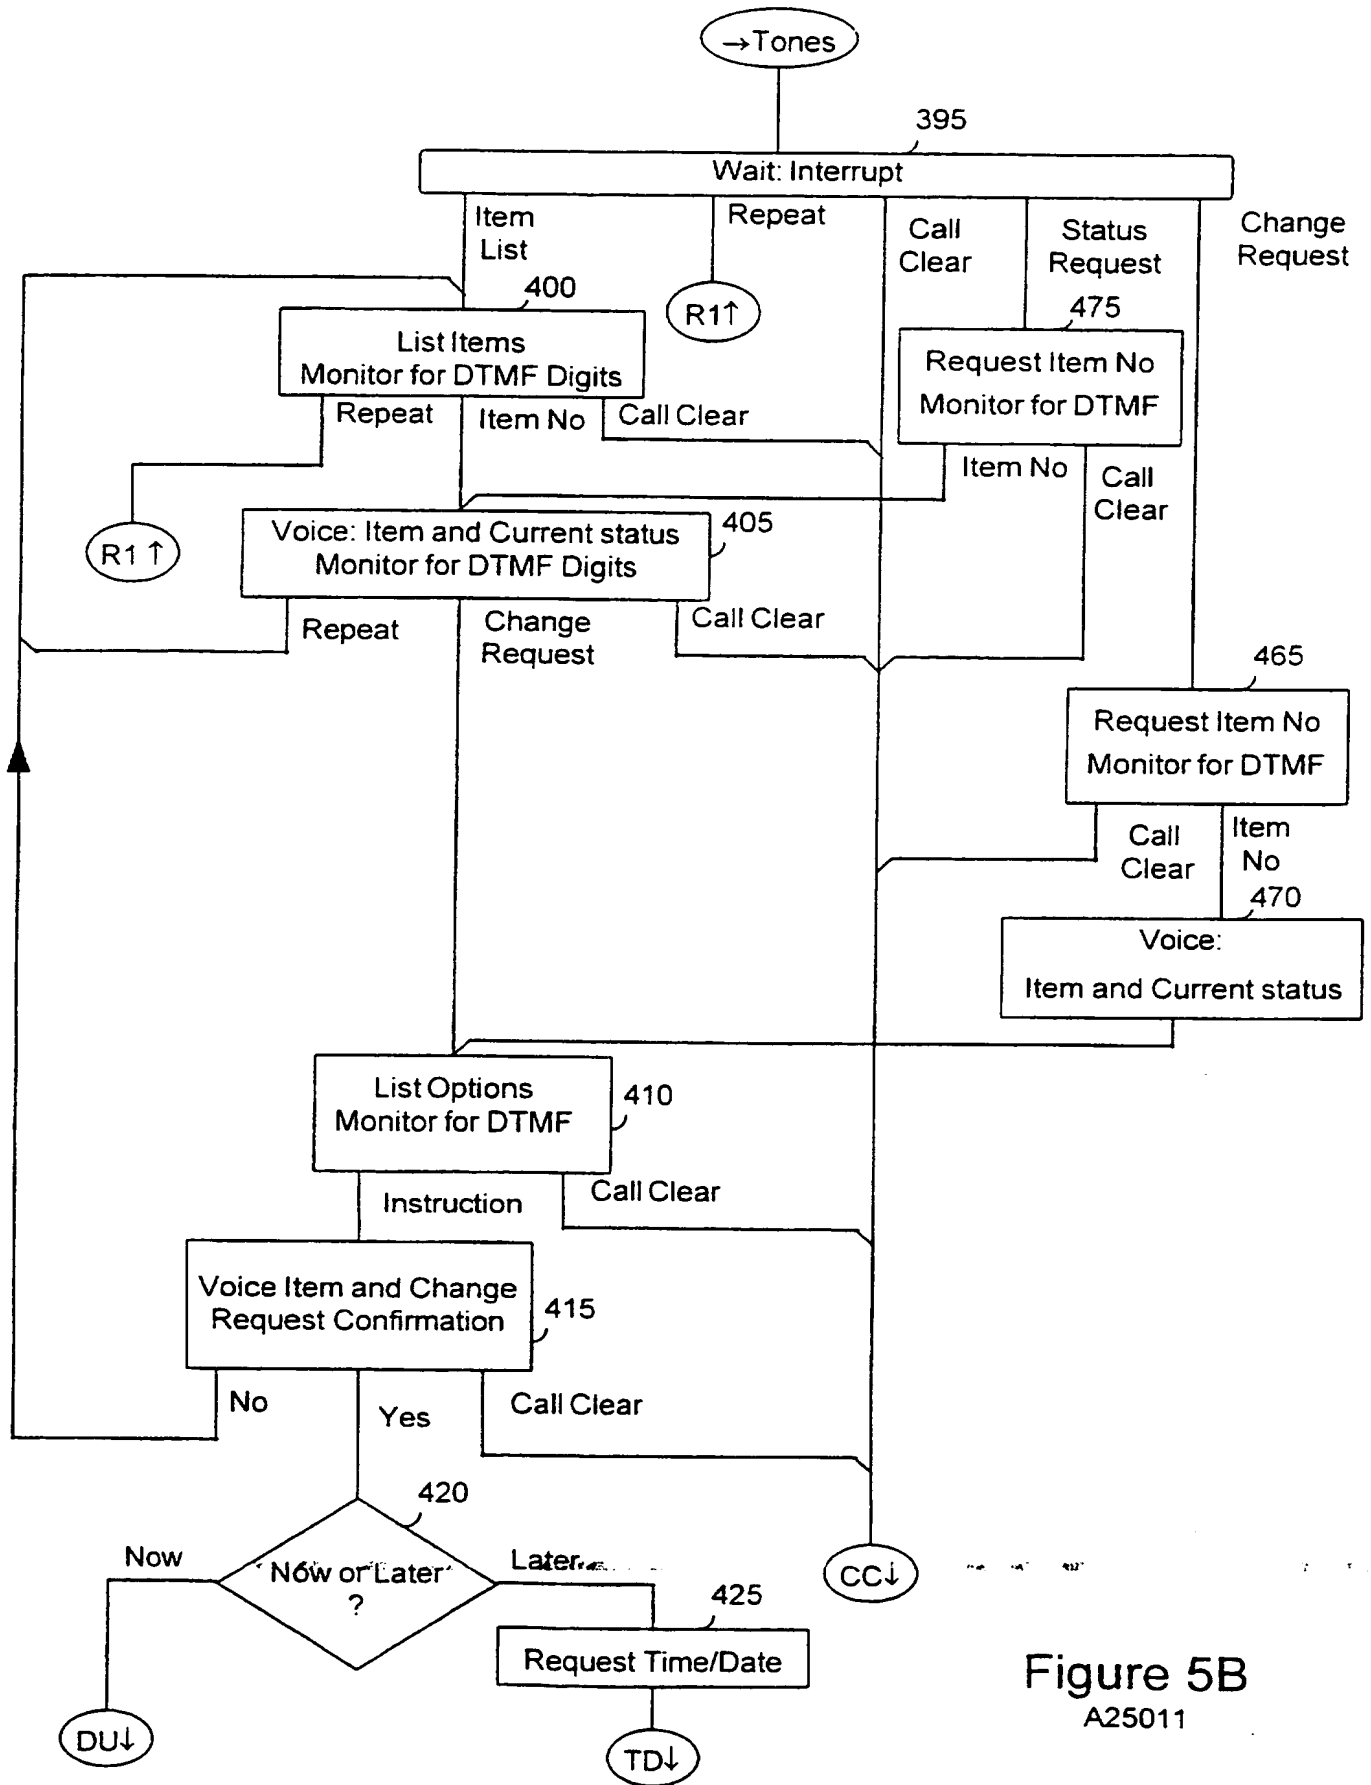 →Tones
395
Wait: Interrupt
Item
List
Repeat
Call
Clear
Status
Request
Change
Request
400
R1↑
475
List Items
Monitor for DTMF Digits
Request Item No
Monitor for DTMF
Repeat
Item No
Call Clear
Item No
Call
Clear
R1 ↑
Voice: Item and Current status
Monitor for DTMF Digits
405
Repeat
Change
Request
Call Clear
465
Request Item No
Monitor for DTMF
Call
Clear
Item
No
470
Voice:
Item and Current status
List Options
Monitor for DTMF
410
Instruction
Call Clear
Voice Item and Change
Request Confirmation
415
No
Yes
Call Clear
420
Now
Now or Later
?
Later
CC↓
425
Request Time/Date
DU↓
TD↓
Figure 5B
A25011